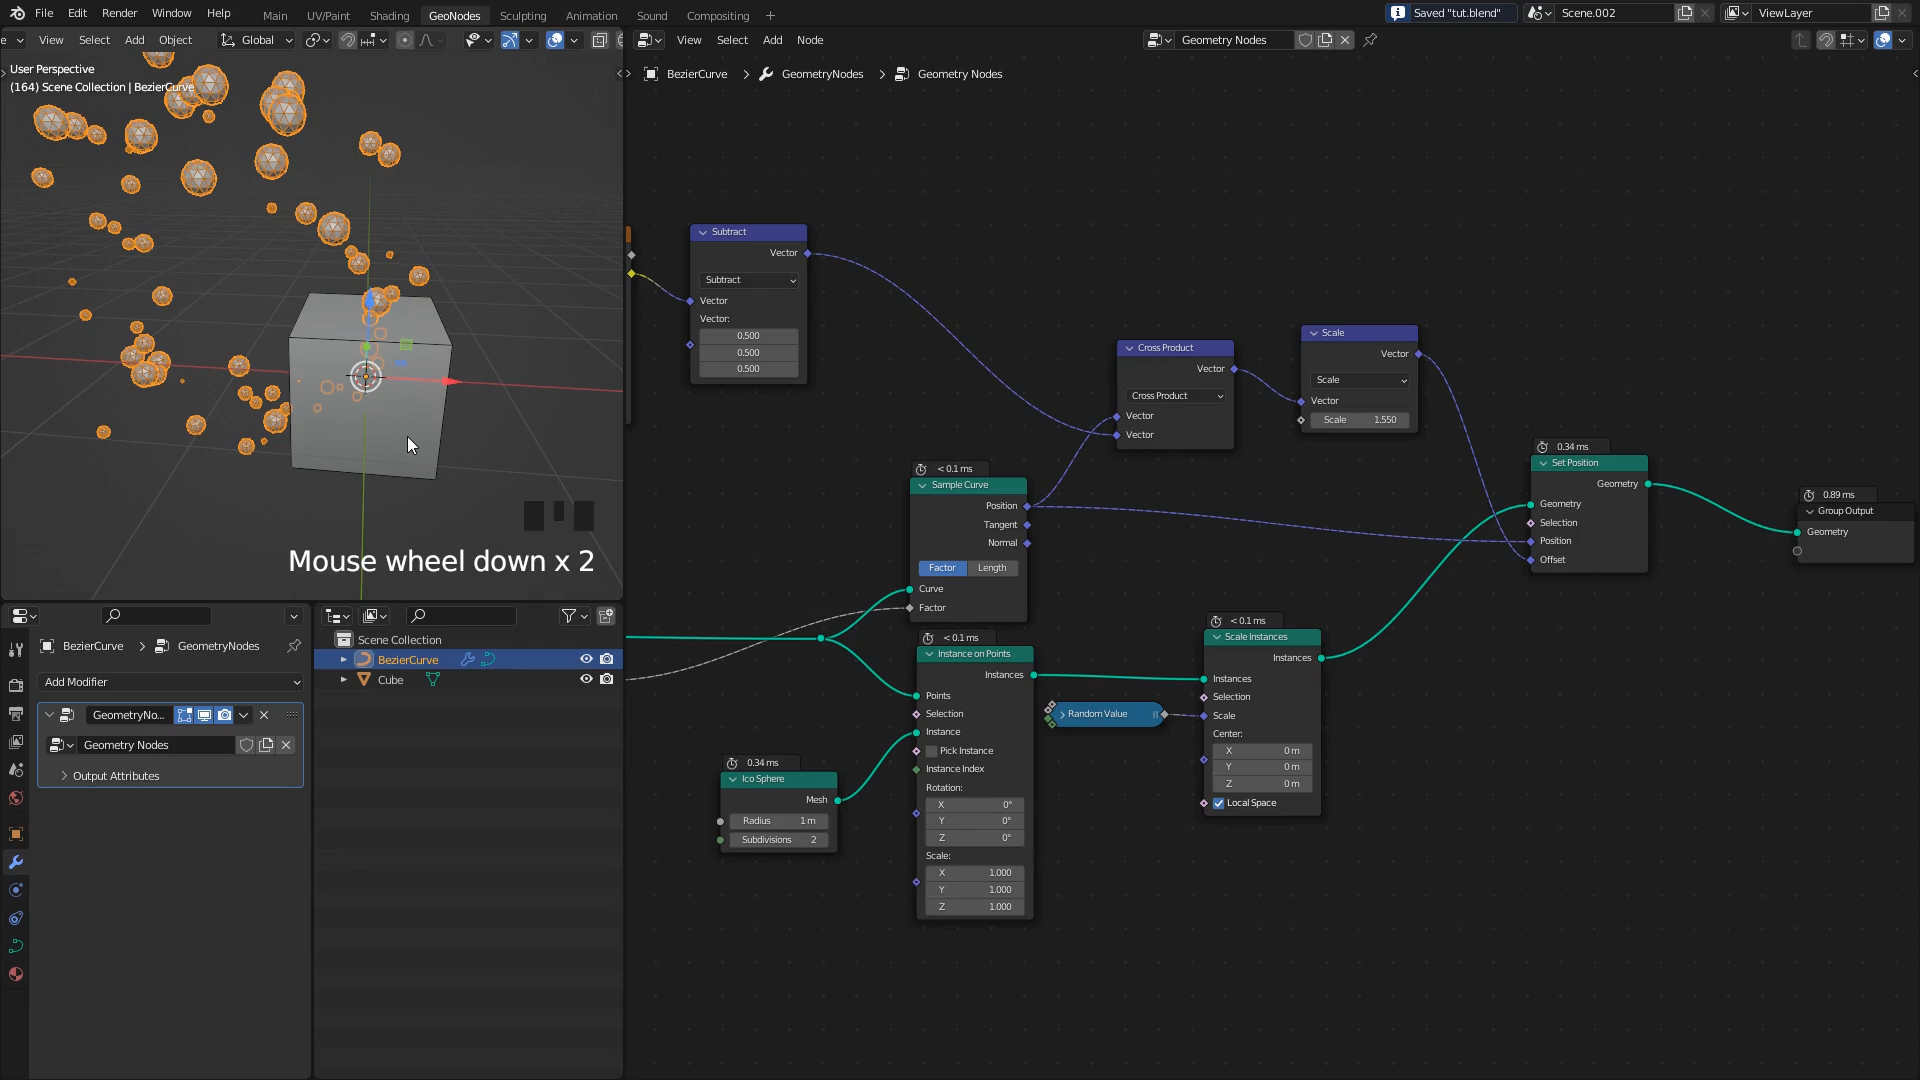 File Edit Render Window Help
Main UV/Paint Shading GeoNodes Sculpting Animation Sound Compositing +
Saved "tut.blend"
Scene.002
ViewLayer
View Select Add Object
Global
View Select Add Node
Geometry Nodes
User Perspective
(164) Scene Collection | BezierCurve
BezierCurve > GeometryNodes > Geometry Nodes
Subtract
Vector
Subtract
Vector
Vector:
0.500
0.500
0.500
Cross Product
Vector
Cross Product
Vector
Vector
Scale
Vector
Scale
Vector
Scale 1.550
< 0.1 ms
Sample Curve
Position
Tangent
Normal
Factor Length
Curve
Factor
0.34 ms
Set Position
Geometry
Geometry
Selection
Position
Offset
0.89 ms
Group Output
Geometry
Mouse wheel down x 2
< 0.1 ms
Instance on Points
Instances
Points
Selection
Instance
Pick Instance
Instance Index
Rotation:
X 0°
Y 0°
Z 0°
Scale:
X 1.000
Y 1.000
Z 1.000
Random Value
< 0.1 ms
Scale Instances
Instances
Instances
Selection
Scale
Center:
X 0 m
Y 0 m
Z 0 m
Local Space
0.34 ms
Ico Sphere
Mesh
Radius 1 m
Subdivisions 2
BezierCurve > GeometryNodes
Add Modifier
GeometryNo...
Geometry Nodes
Output Attributes
Scene Collection
BezierCurve
Cube